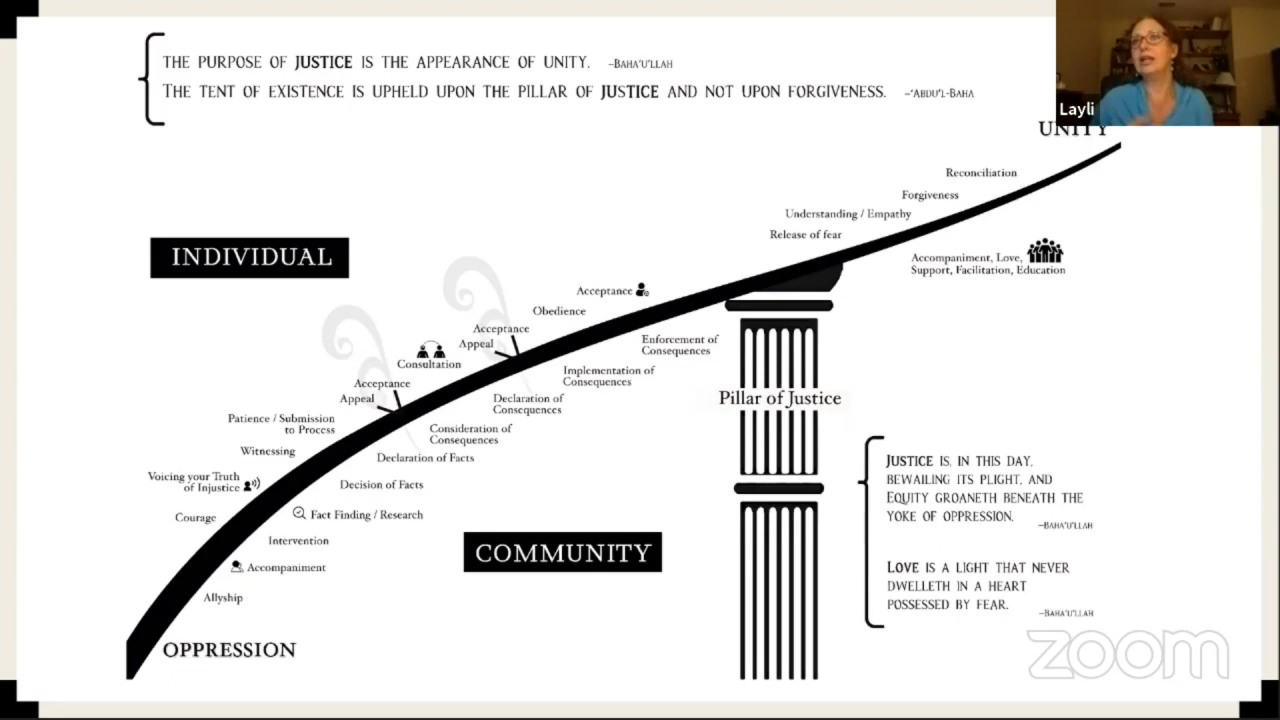 THE PURPOSE OF JUSTICE IS THE APPEARANCE OF UNITY. –BAHA'U'LLAH
THE TENT OF EXISTENCE IS UPHELD UPON THE PILLAR OF JUSTICE AND NOT UPON FORGIVENESS. –'ABDU'L-BAHA
Layli
UNITY
Reconciliation
Forgiveness
Understanding / Empathy
Release of fear
Accompaniment, Love,
Support, Facilitation, Education
INDIVIDUAL
Acceptance
Obedience
Acceptance
Appeal
Consultation
Acceptance
Appeal
Patience / Submission
to Process
Witnessing
Voicing your Truth
of Injustice
Courage
Enforcement of
Consequences
Implementation of
Consequences
Declaration of
Consequences
Consideration of
Consequences
Declaration of Facts
Decision of Facts
Fact Finding / Research
Intervention
Accompaniment
Allyship
OPPRESSION
COMMUNITY
Pillar of Justice
JUSTICE IS, IN THIS DAY,
BEWAILING ITS PLIGHT, AND
EQUITY GROANETH BENEATH THE
YOKE OF OPPRESSION.
–BAHA'U'LLAH
LOVE IS A LIGHT THAT NEVER
DWELLETH IN A HEART
POSSESSED BY FEAR.
–BAHA'U'LLAH
zoom